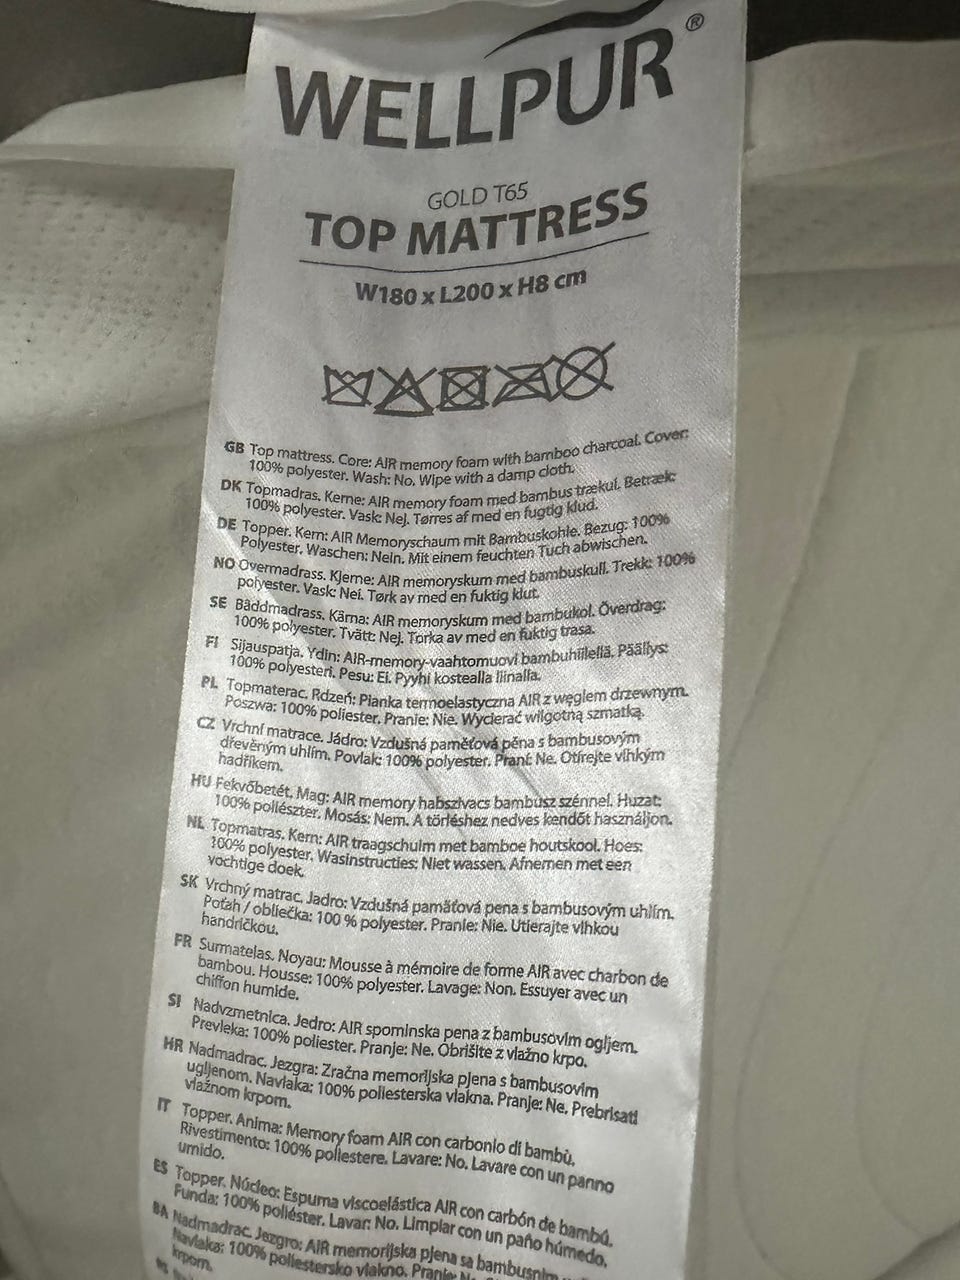 WELLPUR®
GOLD T65
TOP MATTRESS
W180 x L200 x H8 cm
GB Top mattress. Core: AIR memory foam with bamboo charcoal. Cover:
100% polyester. Wash: No. Wipe with a damp cloth.
DK Topmadras. Kerne: AIR memory foam med bambus trækul. Betræk:
100% polyester. Vask: Nej. Tørres af med en fugtig klud.
DE Topper. Kern: AIR Memoryschaum mit Bambuskohle. Bezug: 100%
Polyester. Waschen: Nein. Mit einem feuchten Tuch abwischen.
NO Overmadrass. Kjerne: AIR memoryskum med bambuskull. Trekk: 100%
polyester. Vask: Nei. Tørk av med en fuktig klut.
SE Bäddmadrass. Kärna: AIR memoryskum med bambukol. Överdrag:
100% polyester. Tvätt: Nej. Torka av med en fuktig trasa.
FI Sijauspatja. Ydin: AIR-memory-vaahtomuovi bambuhiilellä. Päällys:
100% polyesteri. Pesu: Ei. Pyyhi kostealla liinalla.
PL Topmaterac. Rdzeń: Pianka termoelastyczna AIR z węglem drzewnym.
Poszwa: 100% poliester. Pranie: Nie. Wycierać wilgotną szmatką.
CZ Vrchní matrace. Jádro: Vzdušná paměťová pěna s bambusovým
dřevěným uhlím. Povlak: 100% polyester. Praní: Ne. Otírejte vlhkým
hadříkem.
HU Fekvőbetét. Mag: AIR memory habszivacs bambusz szénnel. Huzat:
100% poliészter. Mosás: Nem. A törléshez nedves kendőt használjon.
NL Topmatras. Kern: AIR traagschuim met bamboe houtskool. Hoes:
100% polyester. Wasinstructies: Niet wassen. Afnemen met een
vochtige doek.
SK Vrchný matrac. Jadro: Vzdušná pamäťová pena s bambusovým uhlím.
Poťah / obliečka: 100 % polyester. Pranie: Nie. Utierajte vlhkou
handričkou.
FR Surmatelas. Noyau: Mousse à mémoire de forme AIR avec charbon de
bambou. Housse: 100% polyester. Lavage: Non. Essuyer avec un
chiffon humide.
SI Nadvzmetnica. Jedro: AIR spominska pena z bambusovim ogljem.
Prevleka: 100% poliester. Pranje: Ne. Obrišite z vlažno krpo.
HR Nadmadrac. Jezgra: Zračna memorijska pjena s bambusovim
ugljenom. Navlaka: 100% poliesterska vlakna. Pranje: Ne. Prebrisati
vlažnom krpom.
IT Topper. Anima: Memory foam AIR con carbonio di bambù.
Rivestimento: 100% poliestere. Lavare: No. Lavare con un panno
umido.
ES Topper. Núcleo: Espuma viscoelástica AIR con carbón de bambú.
Funda: 100% poliéster. Lavar: No. Limpiar con un paño húmedo.
BA Nadmadrac. Jezgro: AIR memorijska pjena sa bambusnim
Navlaka: 100% poliestersko vlakno. Pranje:
krpom.